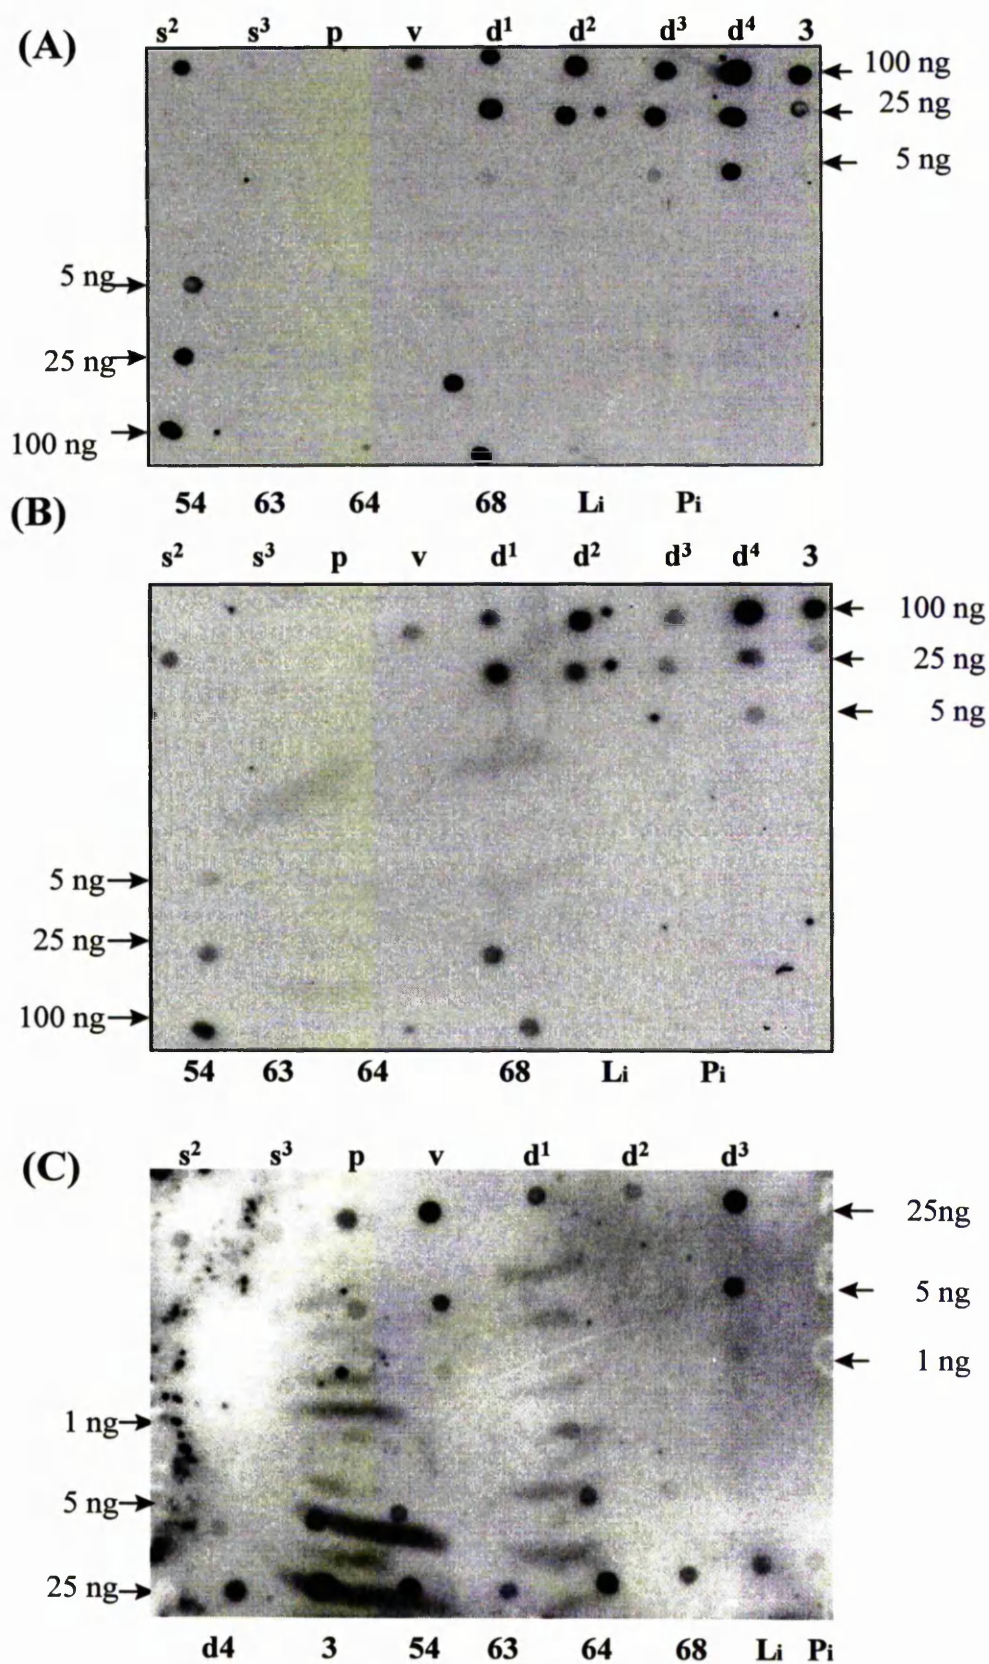 (A)
s² s³ p v d¹ d² d³ d⁴ 3
100 ng
25 ng
5 ng
5 ng
25 ng
100 ng
54 63 64 68 Li Pi
(B)
s² s³ p v d¹ d² d³ d⁴ 3
100 ng
25 ng
5 ng
5 ng
25 ng
100 ng
54 63 64 68 Li Pi
(C)
s² s³ p v d¹ d² d³
25ng
5 ng
1 ng
1 ng
5 ng
25 ng
d4 3 54 63 64 68 Li Pi